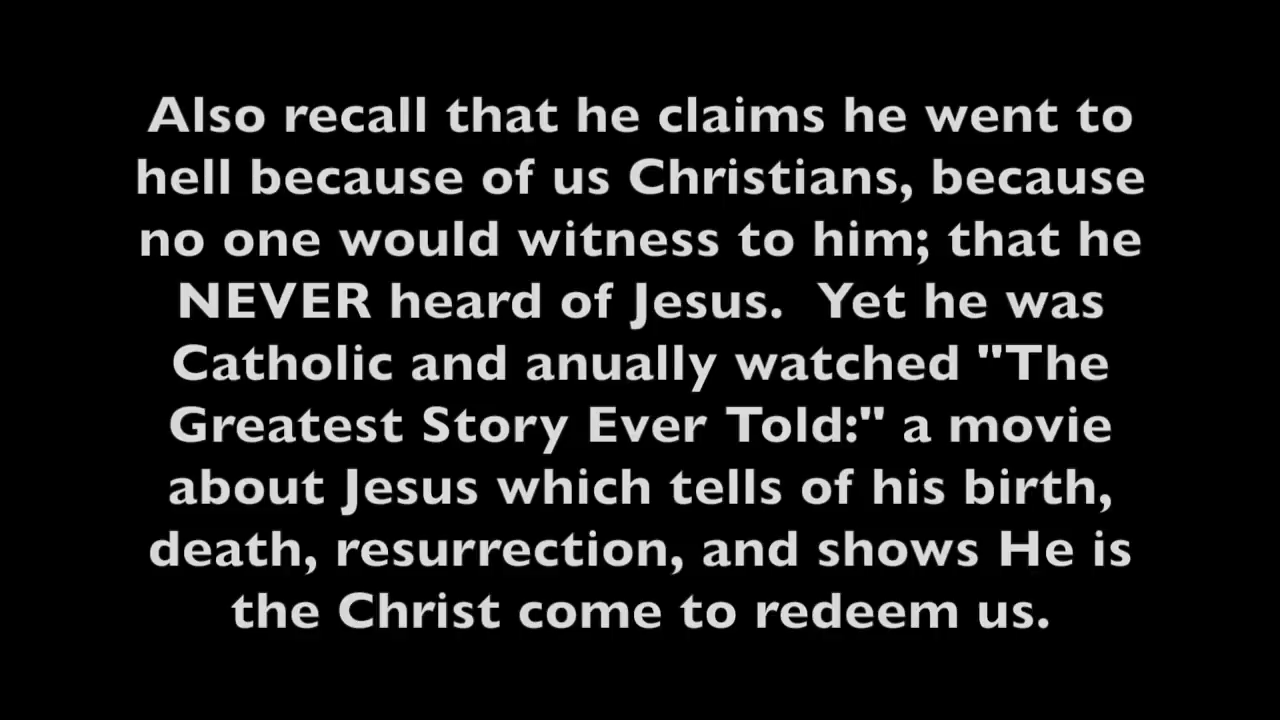 Also recall that he claims he went to
hell because of us Christians, because
no one would witness to him; that he
NEVER heard of Jesus.  Yet he was
Catholic and anually watched "The
Greatest Story Ever Told:" a movie
about Jesus which tells of his birth,
death, resurrection, and shows He is
the Christ come to redeem us.